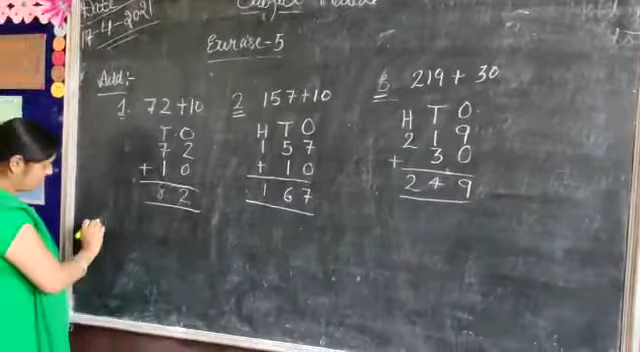 Date
17-4-2021
Exercise-5
Add:-
1. 72+10
T O
7 2
+ 1 0
8 2
2 157+10
H T O
1 5 7
+ 1 0
1 6 7
3 219+30
H T O
2 1 9
+ 3 0
2 4 9